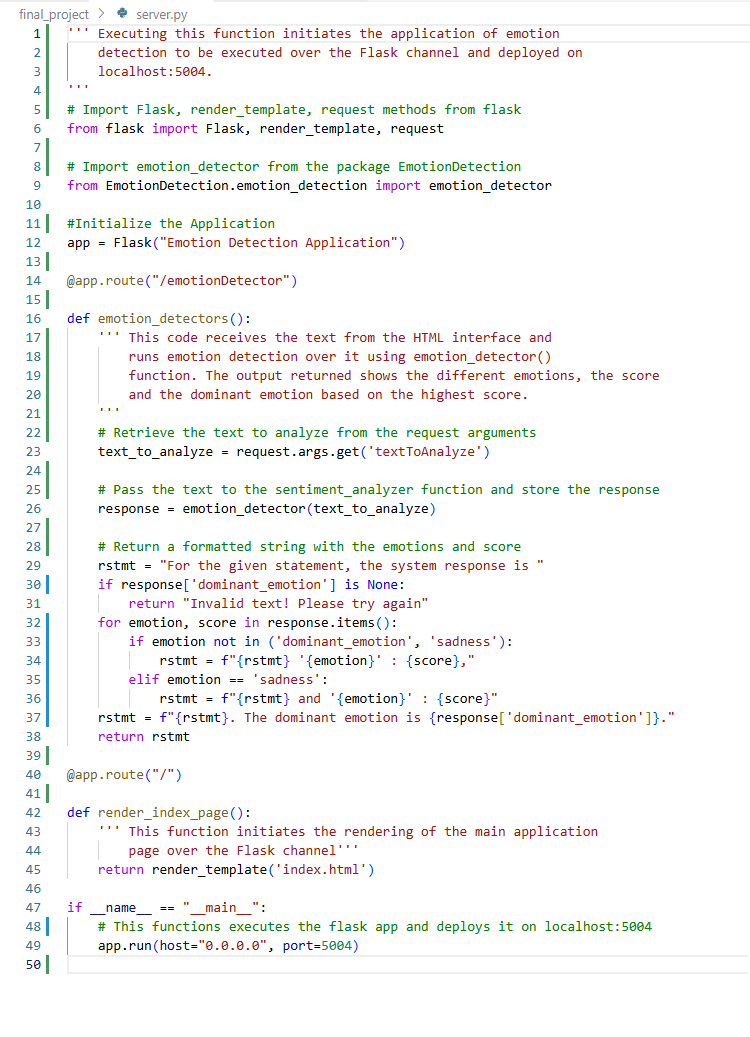 final_project > server.py
1 ''' Executing this function initiates the application of emotion
2     detection to be executed over the Flask channel and deployed on
3     localhost:5004.
4 '''
5 # Import Flask, render_template, request methods from flask
6 from flask import Flask, render_template, request
7
8 # Import emotion_detector from the package EmotionDetection
9 from EmotionDetection.emotion_detection import emotion_detector
10
11 #Initialize the Application
12 app = Flask("Emotion Detection Application")
13
14 @app.route("/emotionDetector")
15
16 def emotion_detectors():
17     ''' This code receives the text from the HTML interface and
18         runs emotion detection over it using emotion_detector()
19         function. The output returned shows the different emotions, the score
20         and the dominant emotion based on the highest score.
21     '''
22     # Retrieve the text to analyze from the request arguments
23     text_to_analyze = request.args.get('textToAnalyze')
24
25     # Pass the text to the sentiment_analyzer function and store the response
26     response = emotion_detector(text_to_analyze)
27
28     # Return a formatted string with the emotions and score
29     rstmt = "For the given statement, the system response is "
30     if response['dominant_emotion'] is None:
31         return "Invalid text! Please try again"
32     for emotion, score in response.items():
33         if emotion not in ('dominant_emotion', 'sadness'):
34             rstmt = f"{rstmt} '{emotion}' : {score},"
35         elif emotion == 'sadness':
36             rstmt = f"{rstmt} and '{emotion}' : {score}"
37     rstmt = f"{rstmt}. The dominant emotion is {response['dominant_emotion']}."
38     return rstmt
39
40 @app.route("/")
41
42 def render_index_page():
43     ''' This function initiates the rendering of the main application
44         page over the Flask channel'''
45     return render_template('index.html')
46
47 if __name__ == "__main__":
48     # This functions executes the flask app and deploys it on localhost:5004
49     app.run(host="0.0.0.0", port=5004)
50